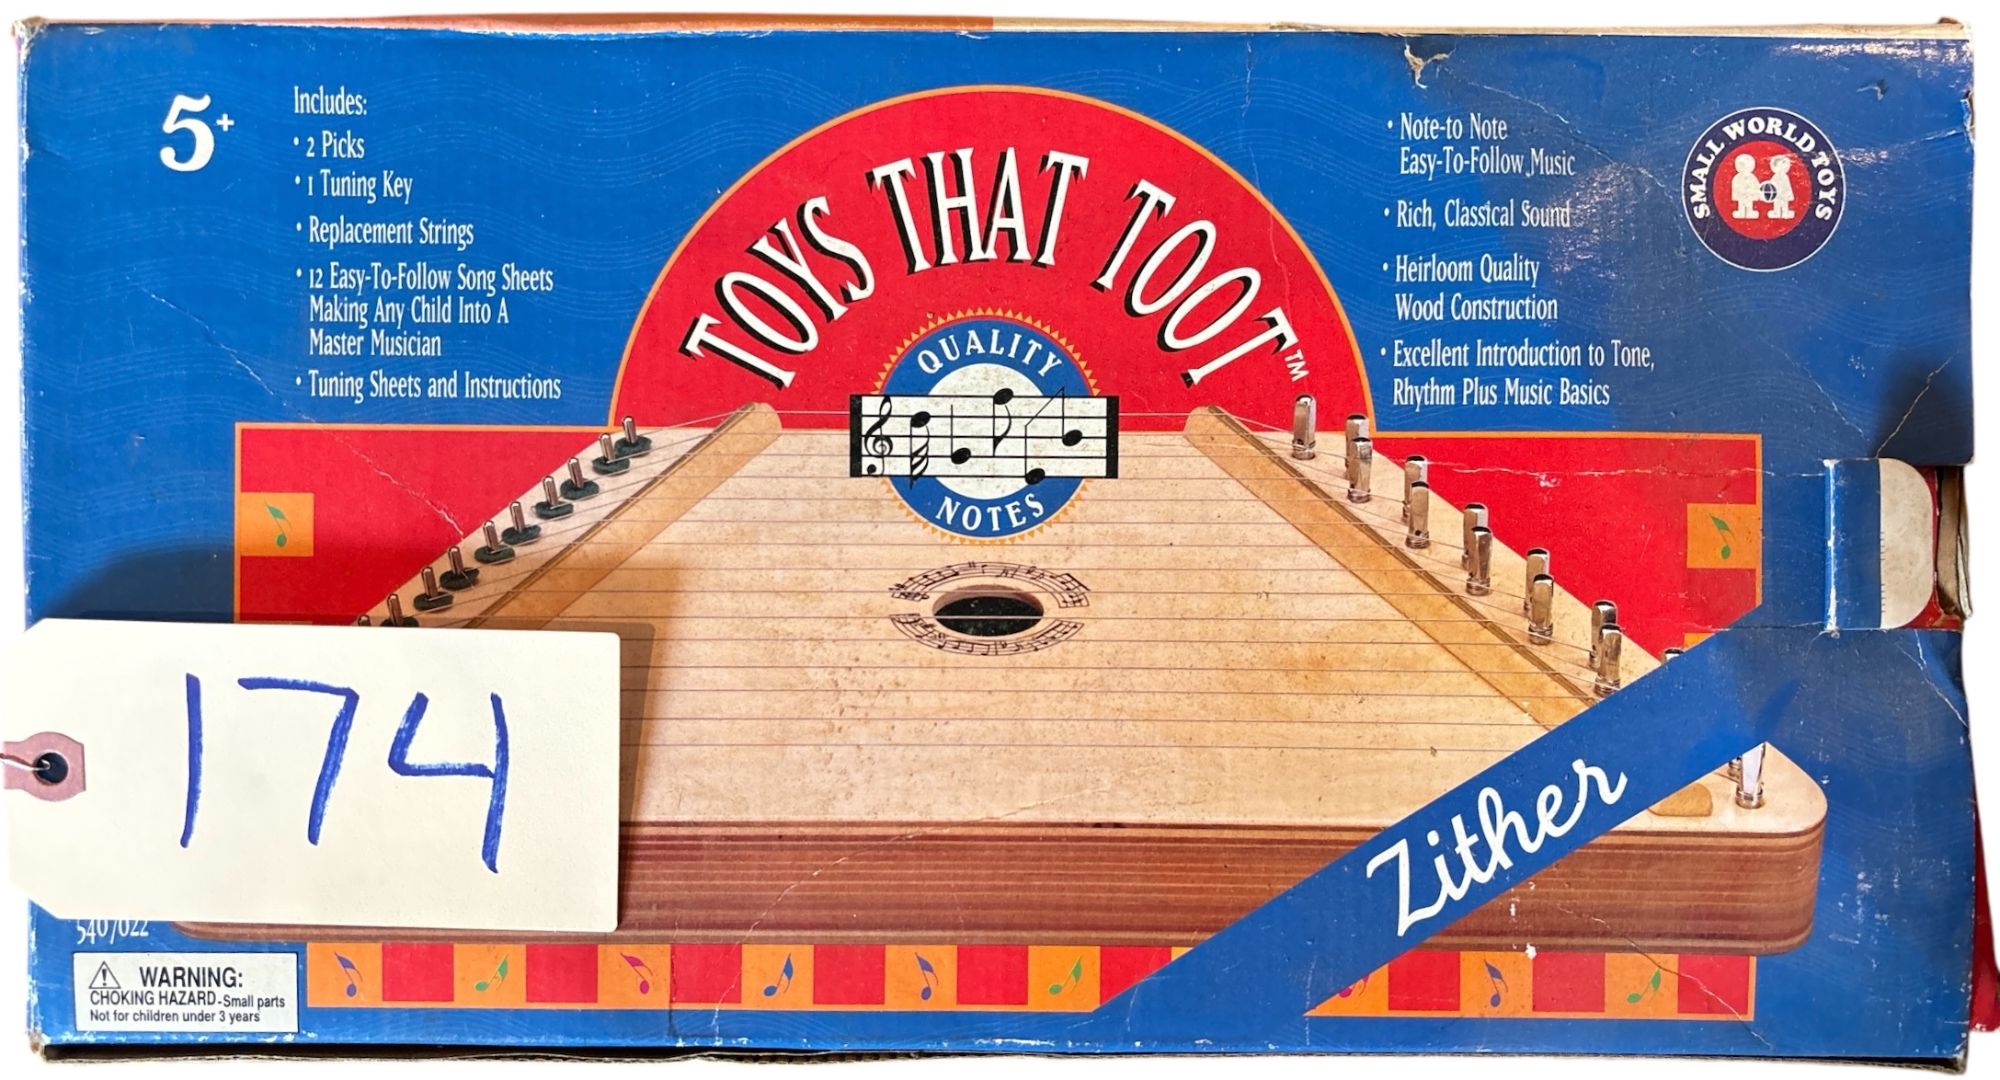 5+
Includes:
• 2 Picks
• 1 Tuning Key
• Replacement Strings
• 12 Easy-To-Follow Song Sheets
Making Any Child Into A
Master Musician
• Tuning Sheets and Instructions
TOYS THAT TOOT™
QUALITY
NOTES
• Note-to Note
Easy-To-Follow Music
• Rich, Classical Sound
• Heirloom Quality
Wood Construction
• Excellent Introduction to Tone,
Rhythm Plus Music Basics
SMALL WORLD TOYS
174
Zither
5407022
WARNING:
CHOKING HAZARD-Small parts
Not for children under 3 years